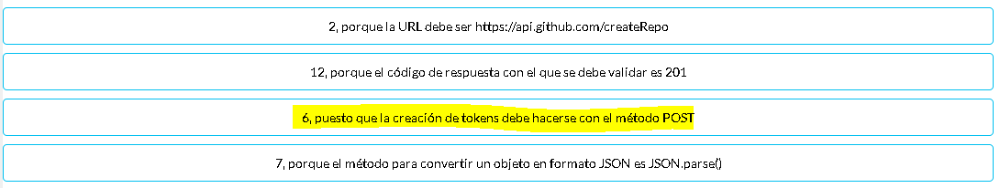 2, porque la URL debe ser https://api.github.com/createRepo
12, porque el código de respuesta con el que se debe validar es 201
6, puesto que la creación de tokens debe hacerse con el método POST
7, porque el método para convertir un objeto en formato JSON es JSON.parse()